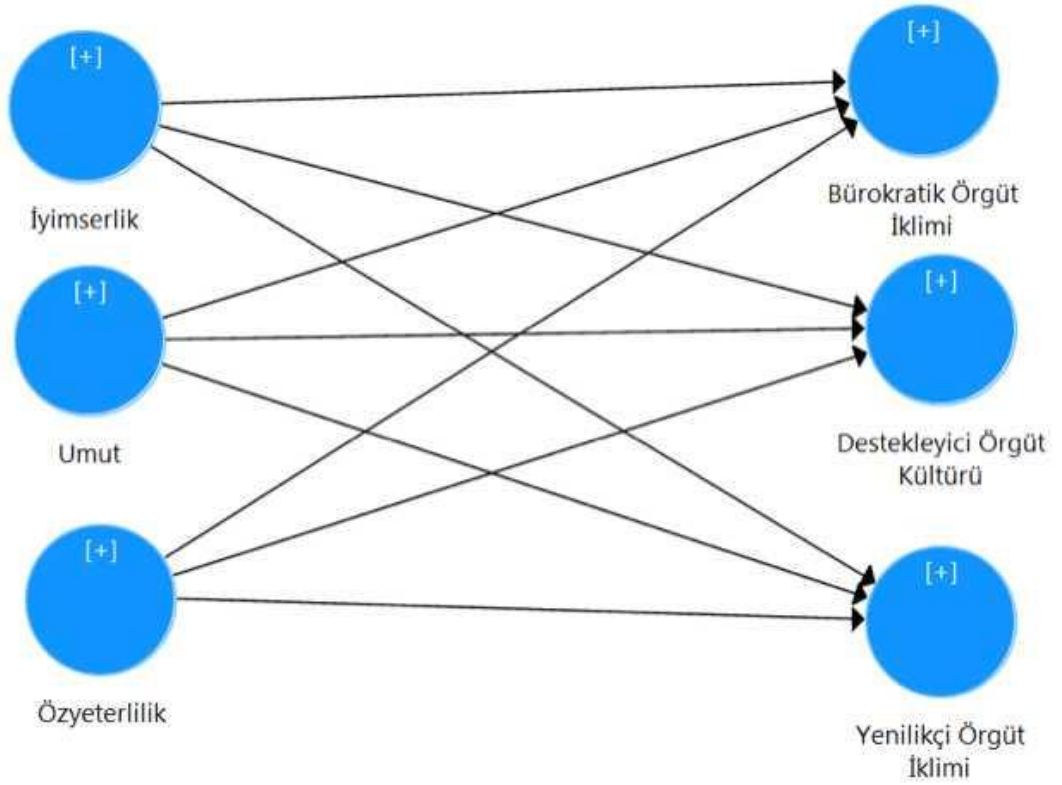 [+]
İyimserlik
[+]
Umut
[+]
Özyeterlilik
[+]
Bürokratik Örgüt
İklimi
[+]
Destekleyici Örgüt
Kültürü
[+]
Yenilikçi Örgüt
İklimi